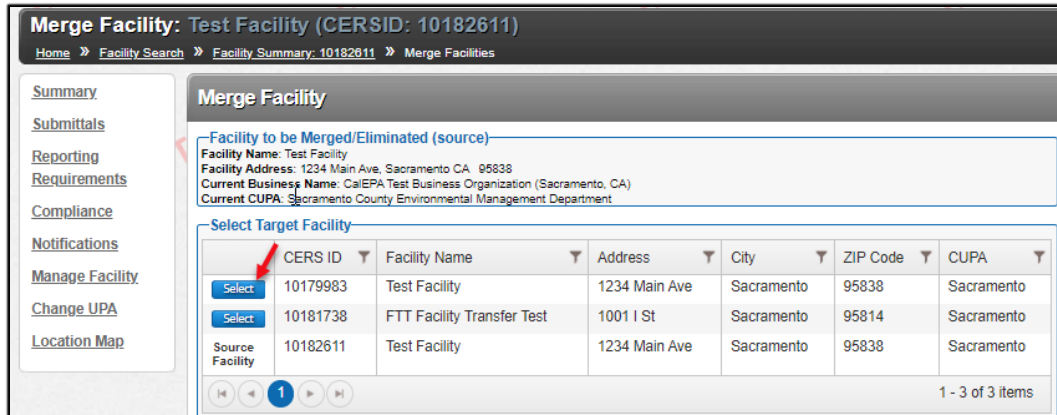 Merge Facility: Test Facility (CERSID: 10182611)
Home » Facility Search » Facility Summary: 10182611 » Merge Facilities
Summary
Submittals
Reporting
Requirements
Compliance
Notifications
Manage Facility
Change UPA
Location Map
Merge Facility
Facility to be Merged/Eliminated (source)
Facility Name: Test Facility
Facility Address: 1234 Main Ave, Sacramento CA 95838
Current Business Name: CalEPA Test Business Organization (Sacramento, CA)
Current CUPA: Sacramento County Environmental Management Department
Select Target Facility
CERS ID Facility Name Address City ZIP Code CUPA
Select 10179983 Test Facility 1234 Main Ave Sacramento 95838 Sacramento
Select 10181738 FTT Facility Transfer Test 1001 I St Sacramento 95814 Sacramento
Source Facility 10182611 Test Facility 1234 Main Ave Sacramento 95838 Sacramento
1 1 - 3 of 3 items